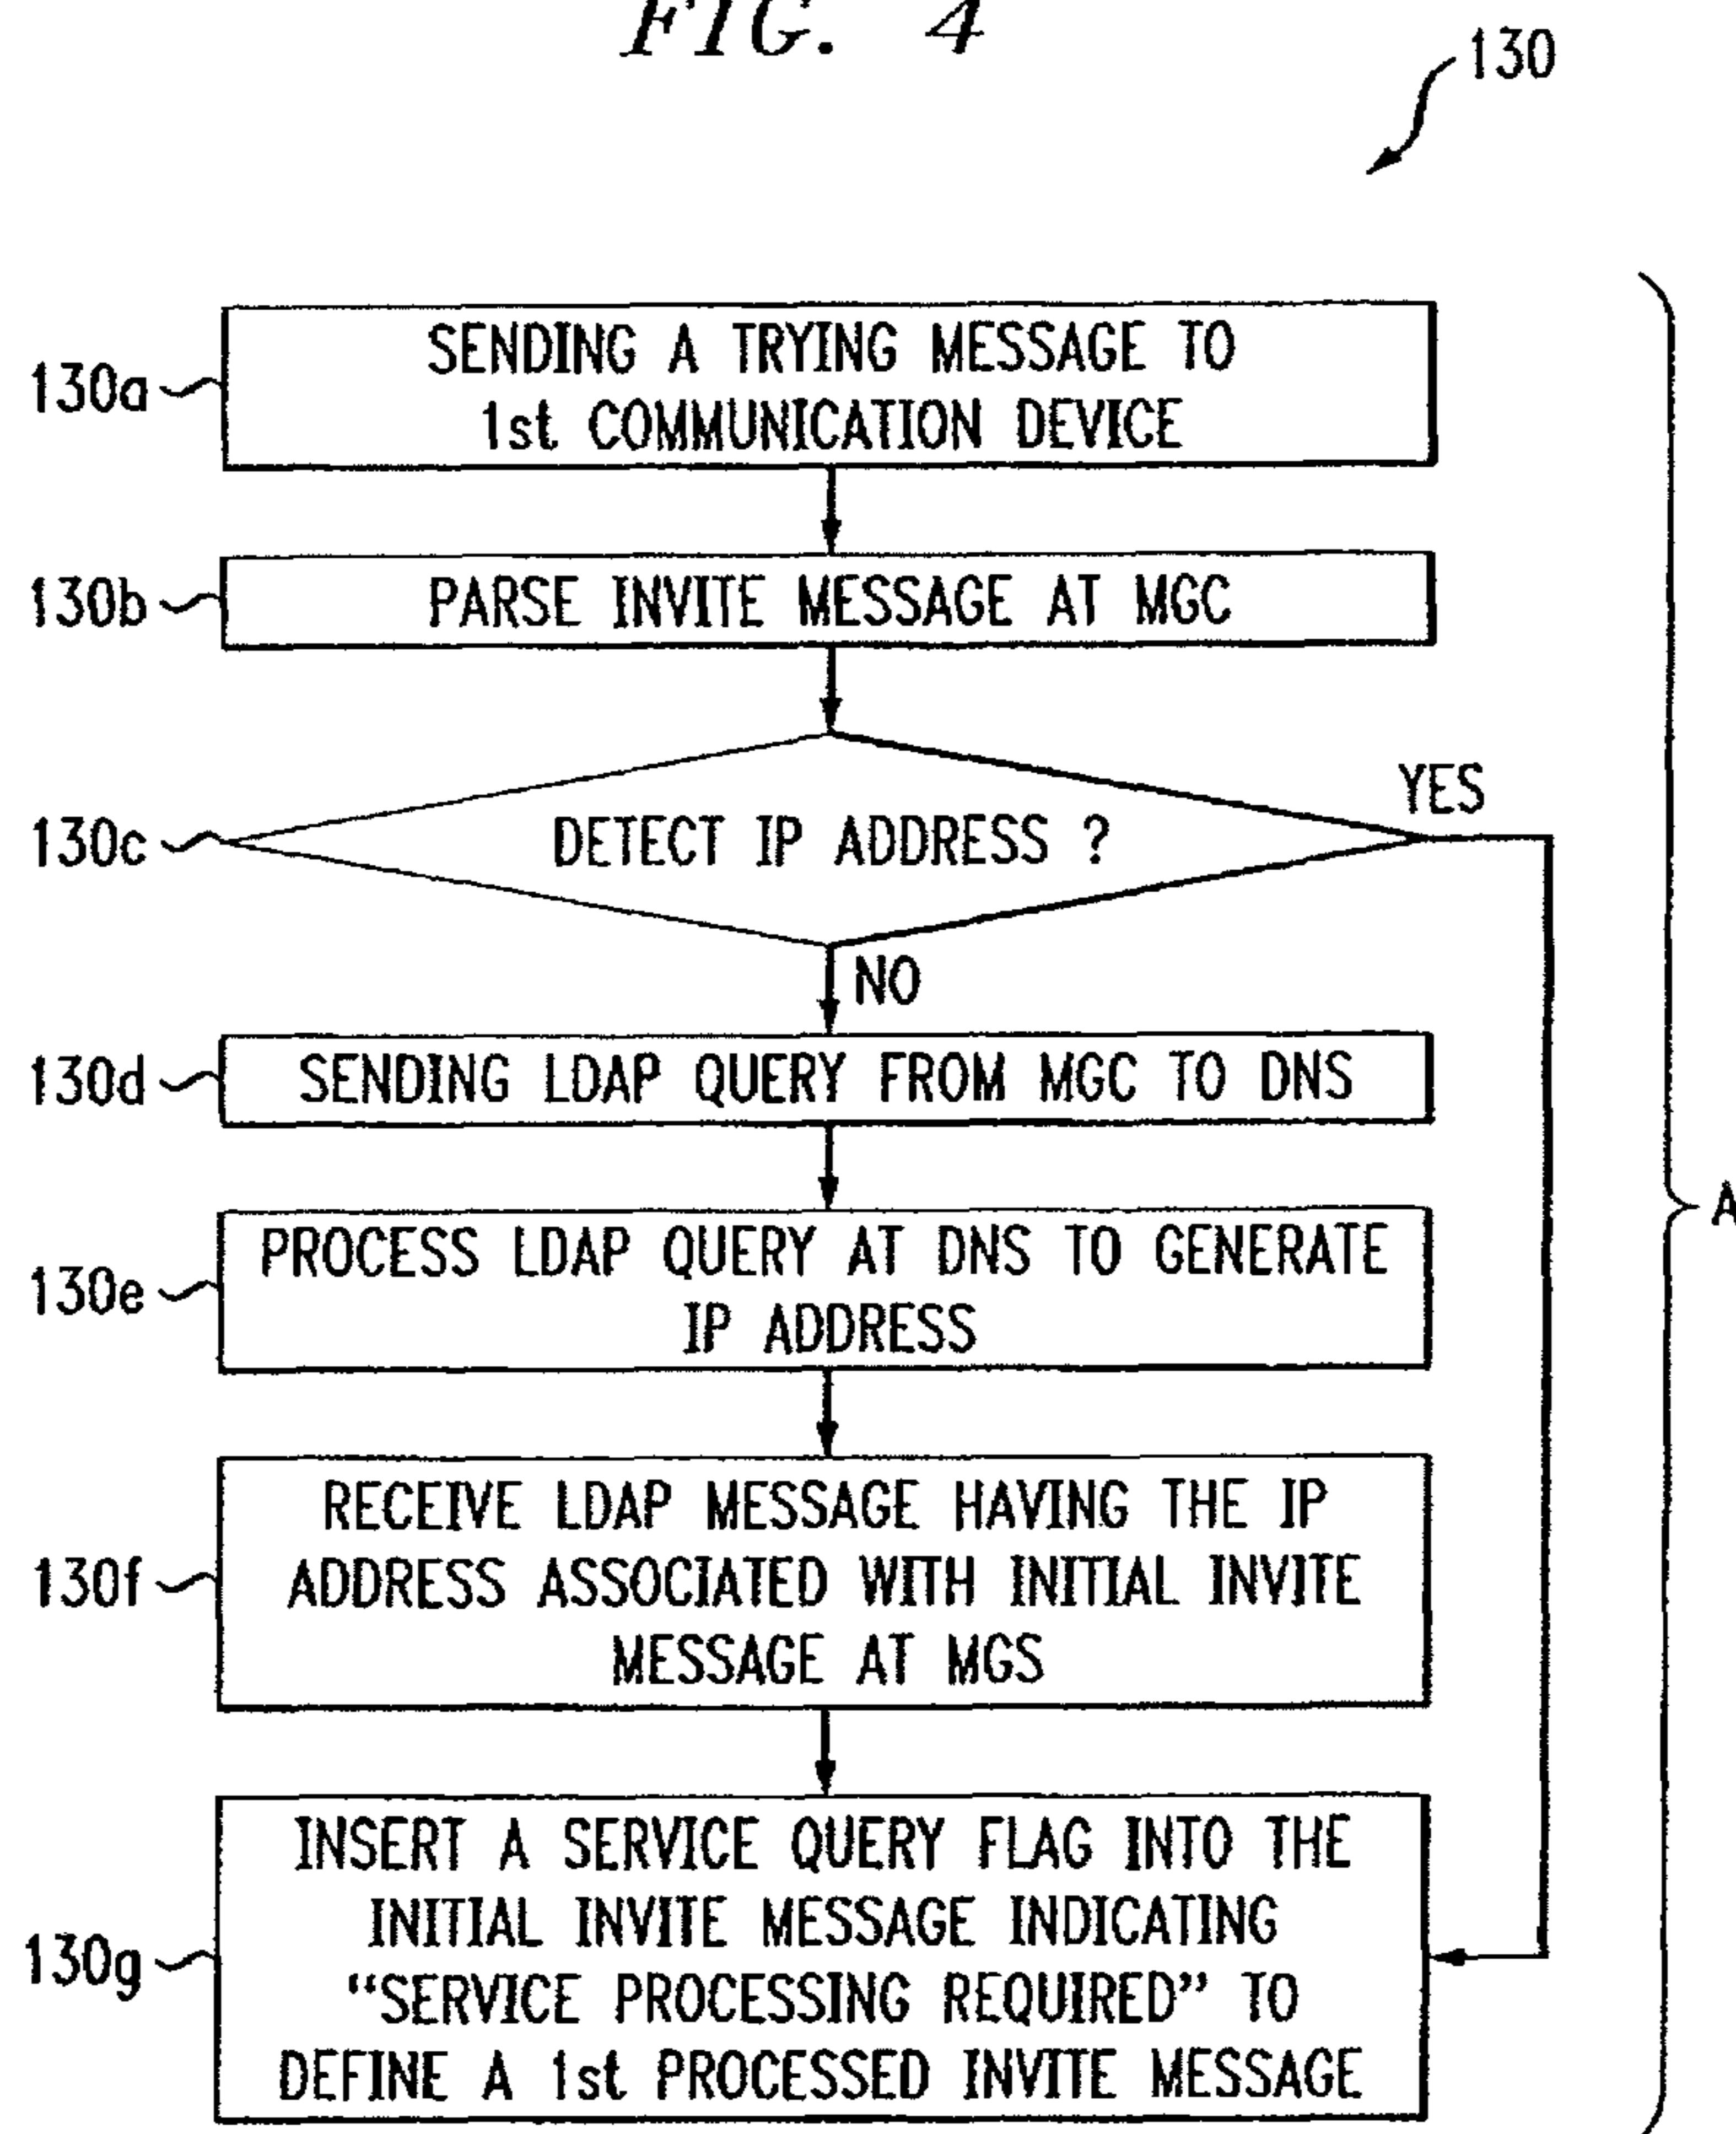 FIG. 4
130
130a
SENDING A TRYING MESSAGE TO
1st COMMUNICATION DEVICE
130b
PARSE INVITE MESSAGE AT MGC
130c
DETECT IP ADDRESS ?
YES
NO
130d
SENDING LDAP QUERY FROM MGC TO DNS
130e
PROCESS LDAP QUERY AT DNS TO GENERATE
IP ADDRESS
A
130f
RECEIVE LDAP MESSAGE HAVING THE IP
ADDRESS ASSOCIATED WITH INITIAL INVITE
MESSAGE AT MGS
130g
INSERT A SERVICE QUERY FLAG INTO THE
INITIAL INVITE MESSAGE INDICATING
“SERVICE PROCESSING REQUIRED” TO
DEFINE A 1st PROCESSED INVITE MESSAGE